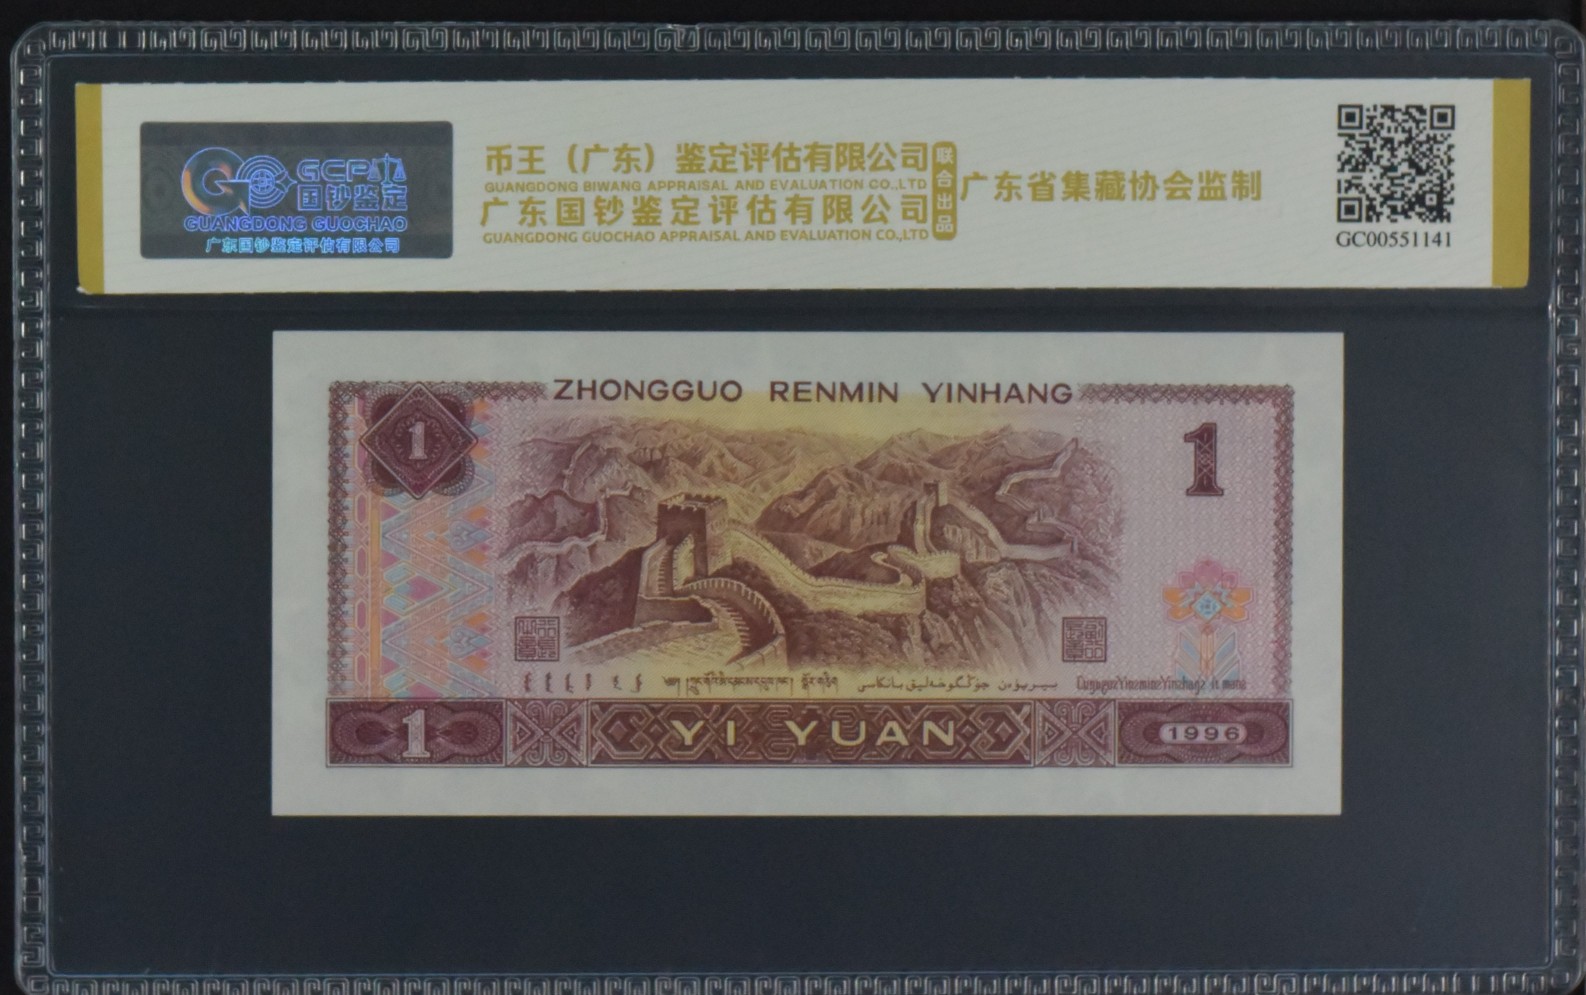 GCP
国钞鉴定
GUANGDONG GUOCHAO
广东国钞鉴定评估有限公司
币王（广东）鉴定评估有限公司
GUANGDONG BIWANG APPRAISAL AND EVALUATION CO.,LTD
广东国钞鉴定评估有限公司
GUANGDONG GUOCHAO APPRAISAL AND EVALUATION CO.,LTD
联合出品
广东省集藏协会监制
GC00551141
ZHONGGUO RENMIN YINHANG
1
1
جۇڭگوخەلىق بانكاسى بىر يۈەن
1
YI YUAN
1996